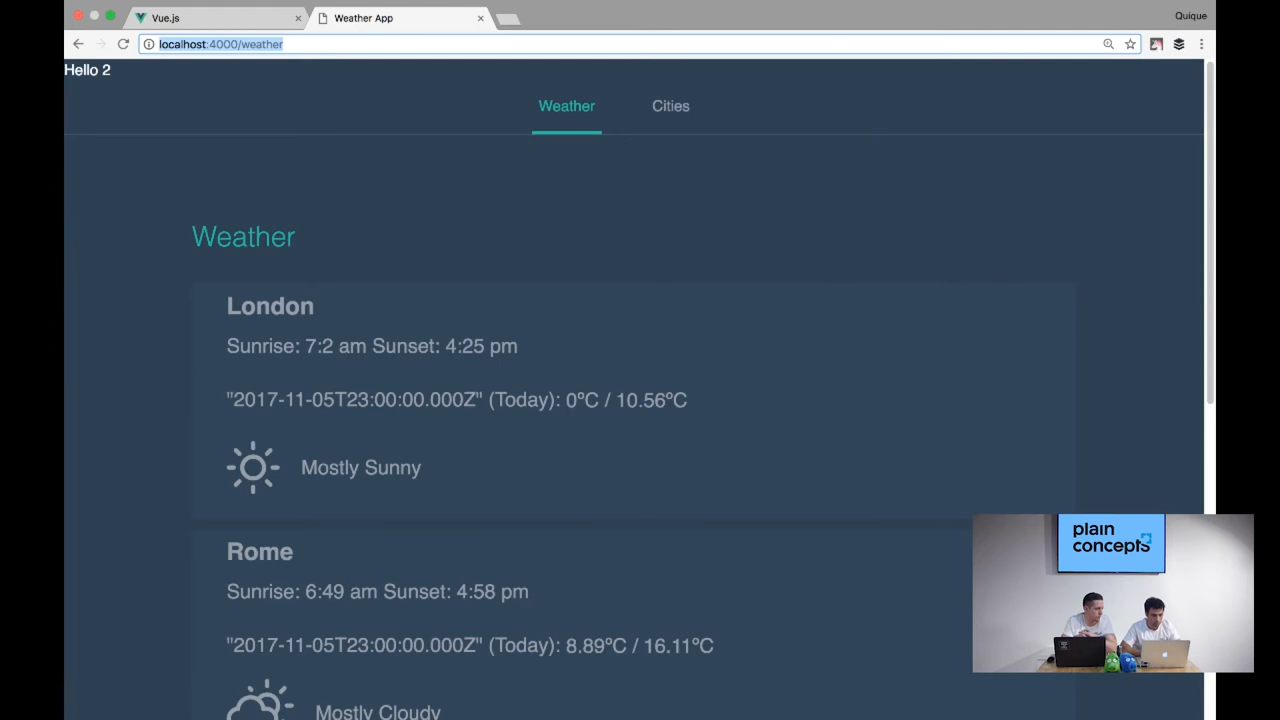 Vue.js
Weather App
Quique
localhost:4000/weather
Hello 2
Weather
Cities
Weather
London
Sunrise: 7:2 am Sunset: 4:25 pm
"2017-11-05T23:00:00.000Z" (Today): 0ºC / 10.56ºC
Mostly Sunny
Rome
Sunrise: 6:49 am Sunset: 4:58 pm
"2017-11-05T23:00:00.000Z" (Today): 8.89ºC / 16.11ºC
Mostly Cloudy
plain
concepts